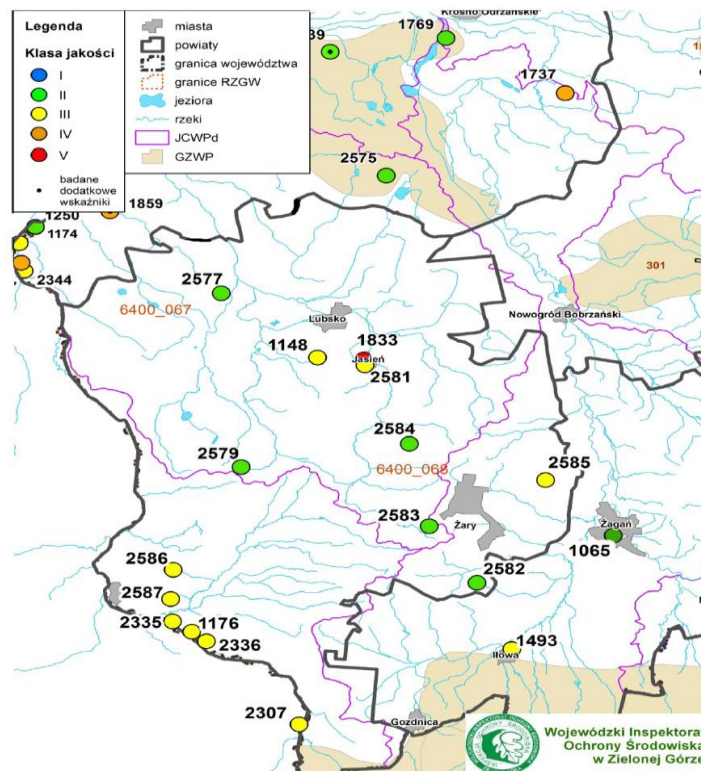 Legenda
Klasa jakości
I
II
III
IV
V
badane
dodatkowe
wskaźniki
miasta
powiaty
granica województwa
granice RZGW
jeziora
rzeki
JCWPd
GZWP
Krosno Odrzańskie
1769
39
1737
2575
1859
1250
1174
2344
2577
6400_067
Lubsko
301
Nowogród Bobrzański
1148
1833
Jasień
2581
2584
2579
6400_068
2585
2583
Żary
Żagań
1065
2586
2582
2587
2335
1176
2336
1493
Iłowa
2307
Gozdnica
Wojewódzki Inspektorat
Ochrony Środowiska
w Zielonej Górze